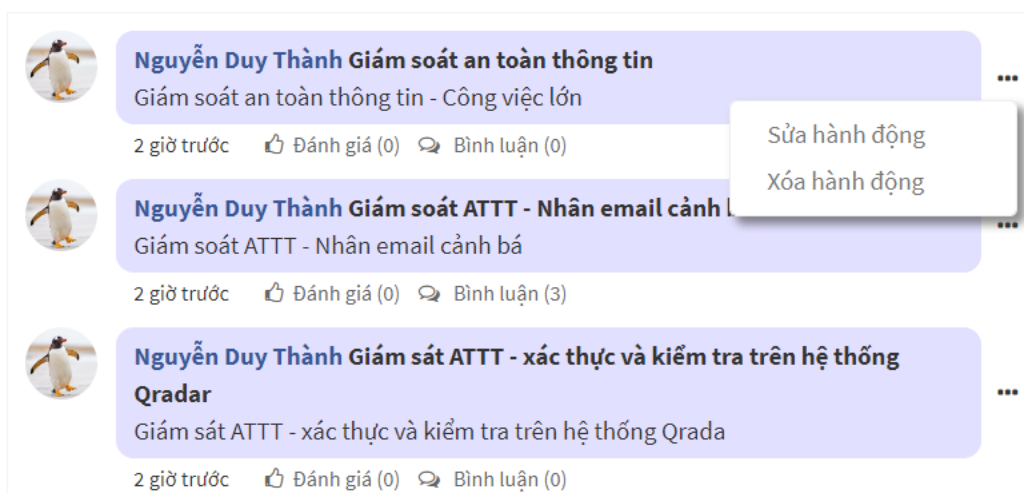 Nguyễn Duy Thành Giám soát an toàn thông tin
Giám soát an toàn thông tin - Công việc lớn
2 giờ trước Đánh giá (0) Bình luận (0)
Sửa hành động
Xóa hành động
Nguyễn Duy Thành Giám soát ATTT - Nhân email cảnh
Giám soát ATTT - Nhân email cảnh bá
2 giờ trước Đánh giá (0) Bình luận (3)
Nguyễn Duy Thành Giám sát ATTT - xác thực và kiểm tra trên hệ thống
Qradar
Giám sát ATTT - xác thực và kiểm tra trên hệ thống Qrada
2 giờ trước Đánh giá (0) Bình luận (0)